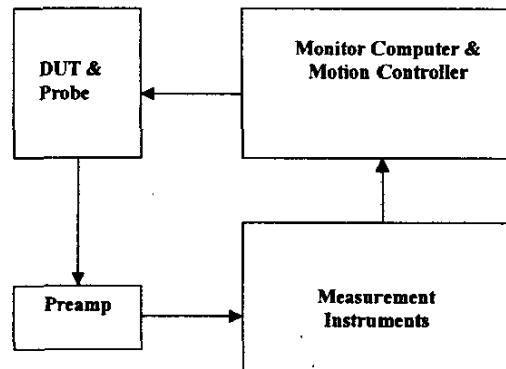 DUT &
Probe
Monitor Computer &
Motion Controller
Preamp
Measurement
Instruments